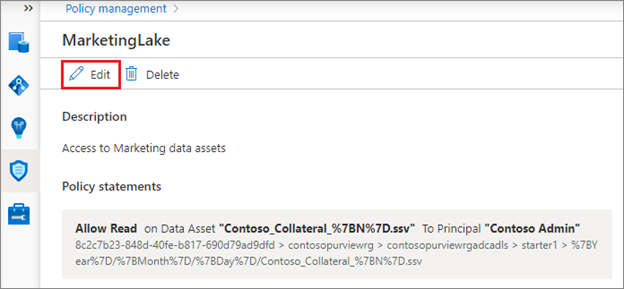 Policy management >
MarketingLake
Edit Delete
Description
Access to Marketing data assets
Policy statements
Allow Read on Data Asset "Contoso_Collateral_%7BN%7D.ssv" To Principal "Contoso Admin"
8c2c7b23-848d-40fe-b817-690d79ad9dfd > contosopurviewrg > contosopurviewrgadcadls > starter1 > %7BY
ear%7D/%7BMonth%7D/%7BDay%7D/Contoso_Collateral_%7BN%7D.ssv